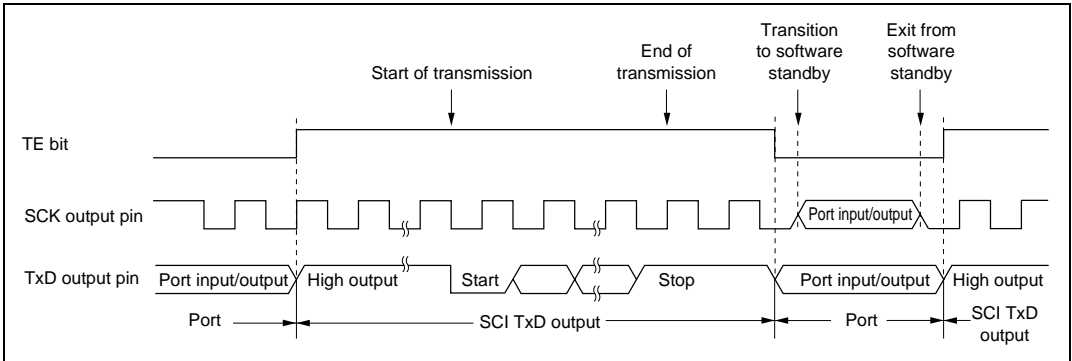 Transition
to software
standby
Exit from
software
standby
End of
transmission
Start of transmission
TE bit
SCK output pin
Port input/output
TxD output pin
Port input/output
High output
Start
Stop
Port input/output
High output
Port
SCI TxD output
Port
SCI TxD
output